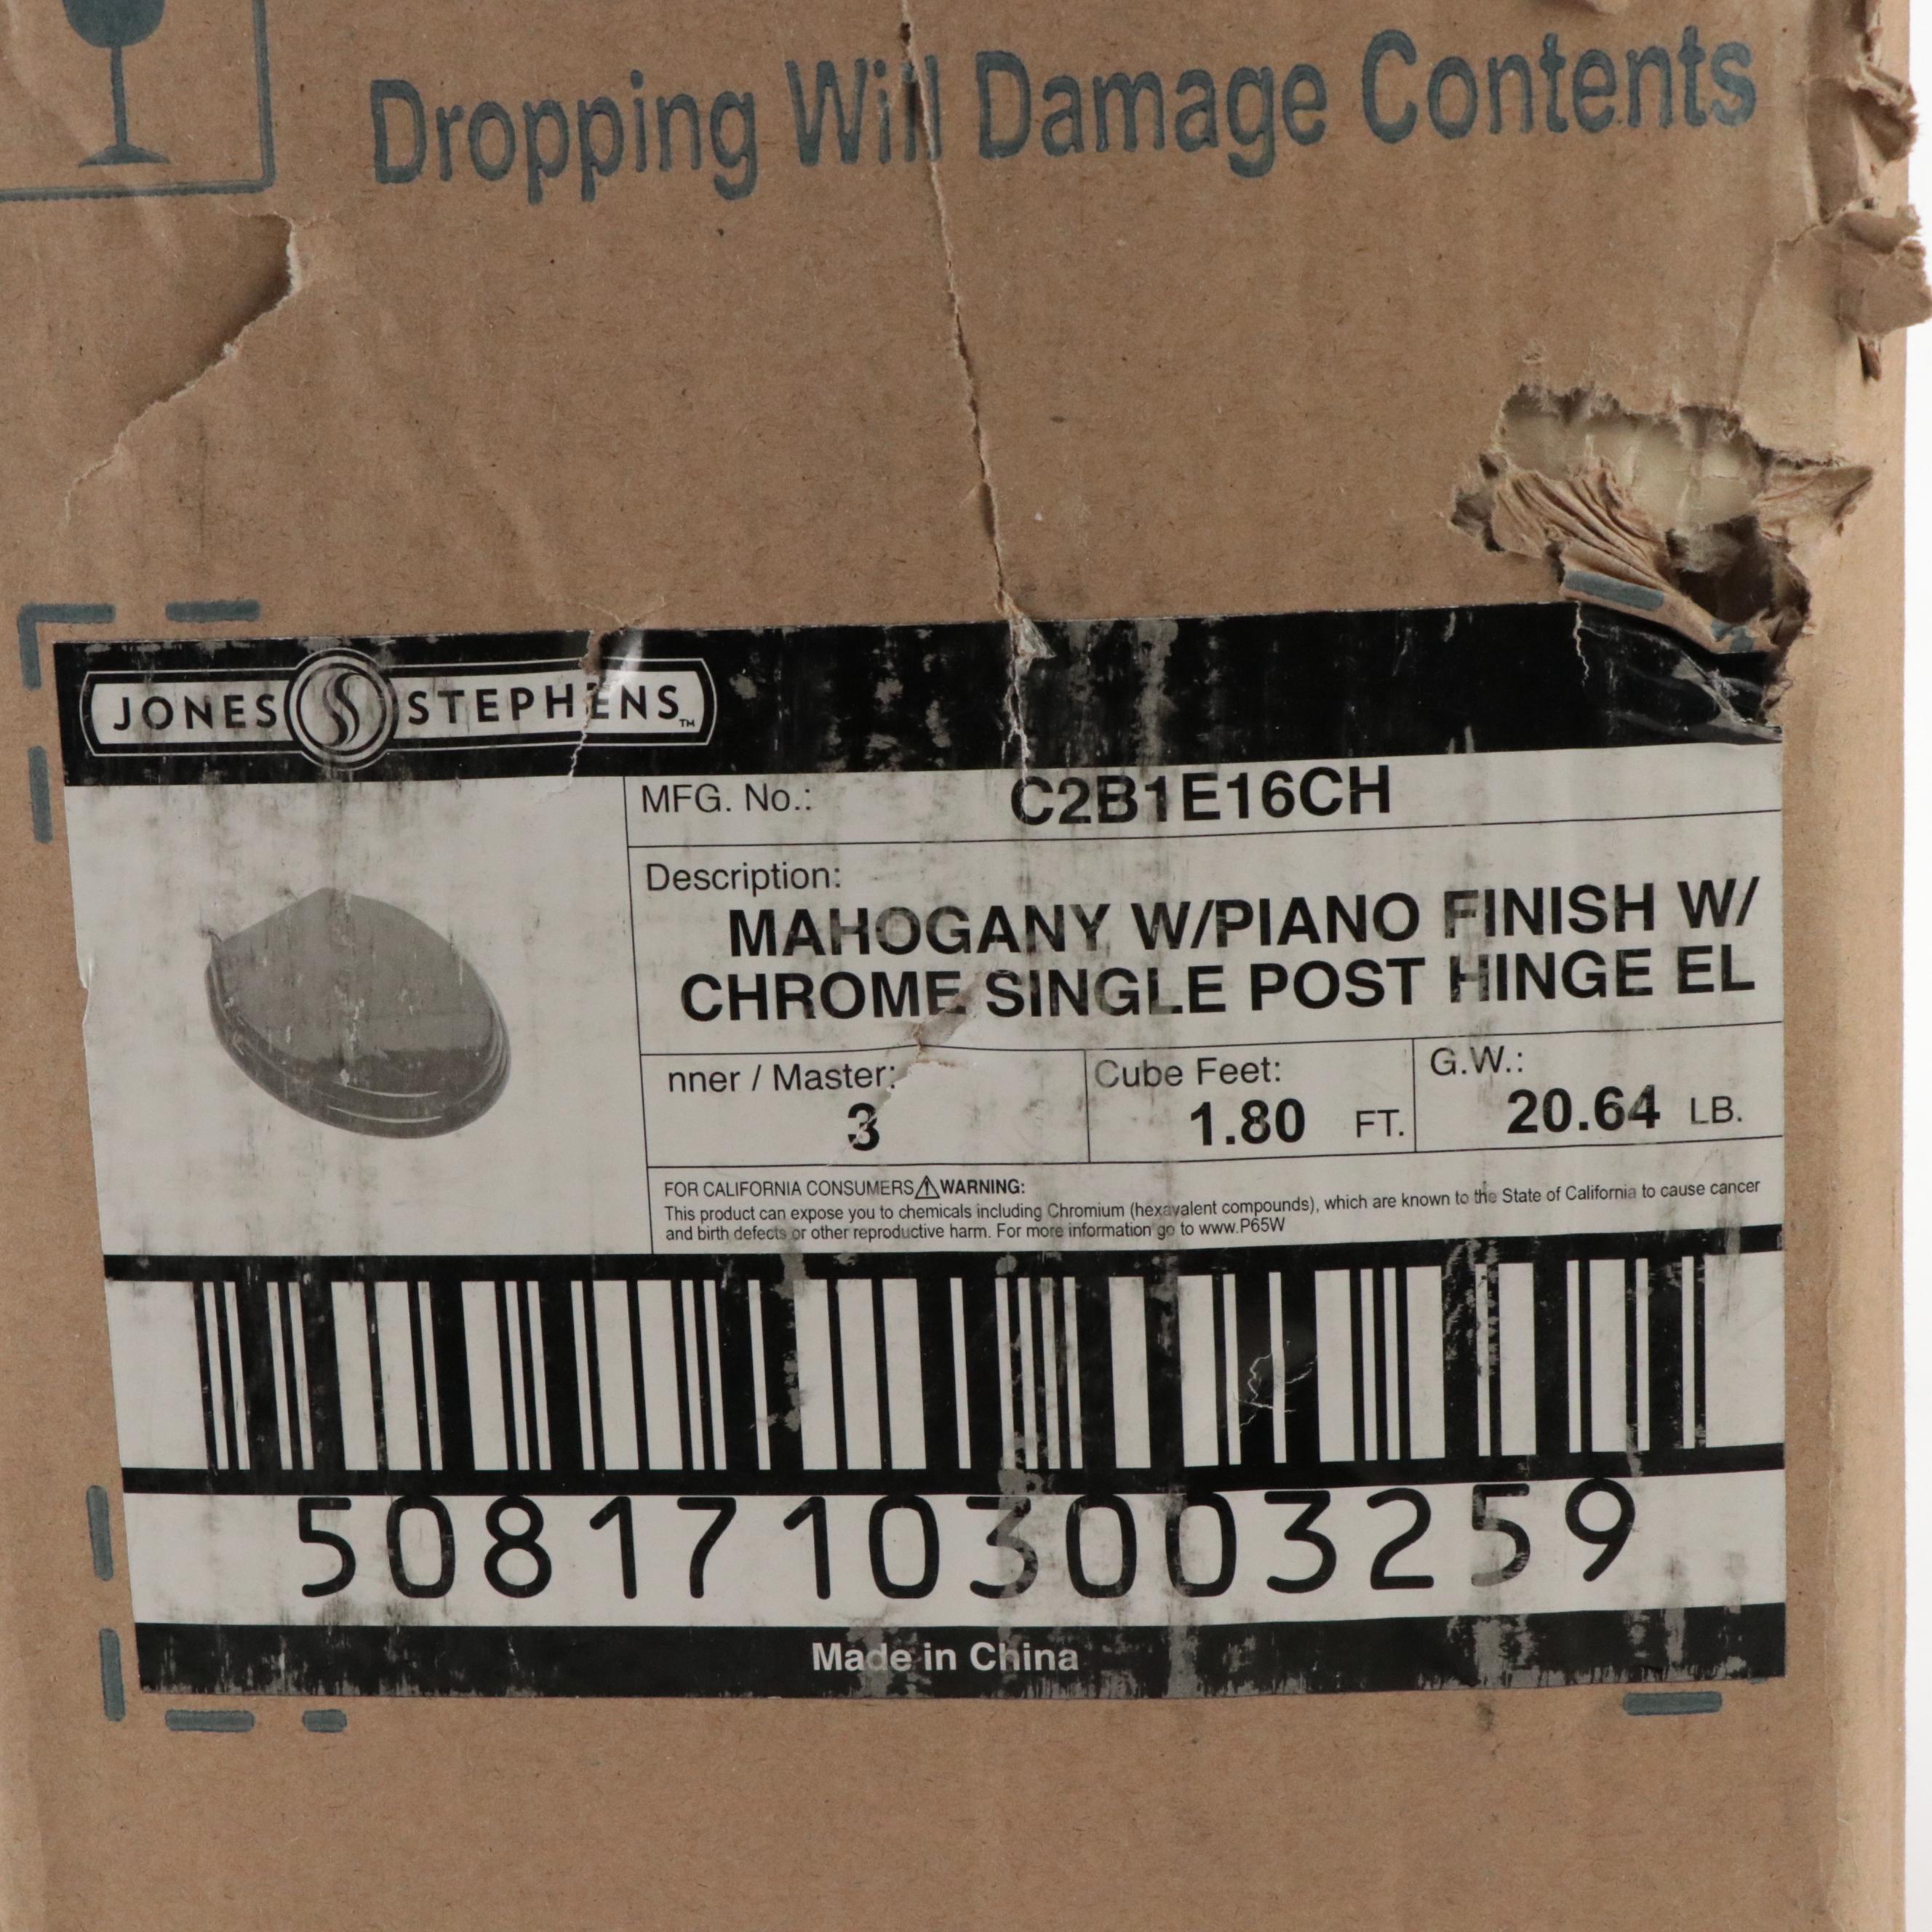 Dropping Will Damage Contents
JONES STEPHENS™
MFG. No.: C2B1E16CH
Description:
MAHOGANY W/PIANO FINISH W/
CHROME SINGLE POST HINGE EL
nner / Master: Cube Feet: G.W.:
3 1.80 FT. 20.64 LB.
FOR CALIFORNIA CONSUMERS ⚠ WARNING:
This product can expose you to chemicals including Chromium (hexavalent compounds), which are known to the State of California to cause cancer
and birth defects or other reproductive harm. For more information go to www.P65W
50817103003259
Made in China